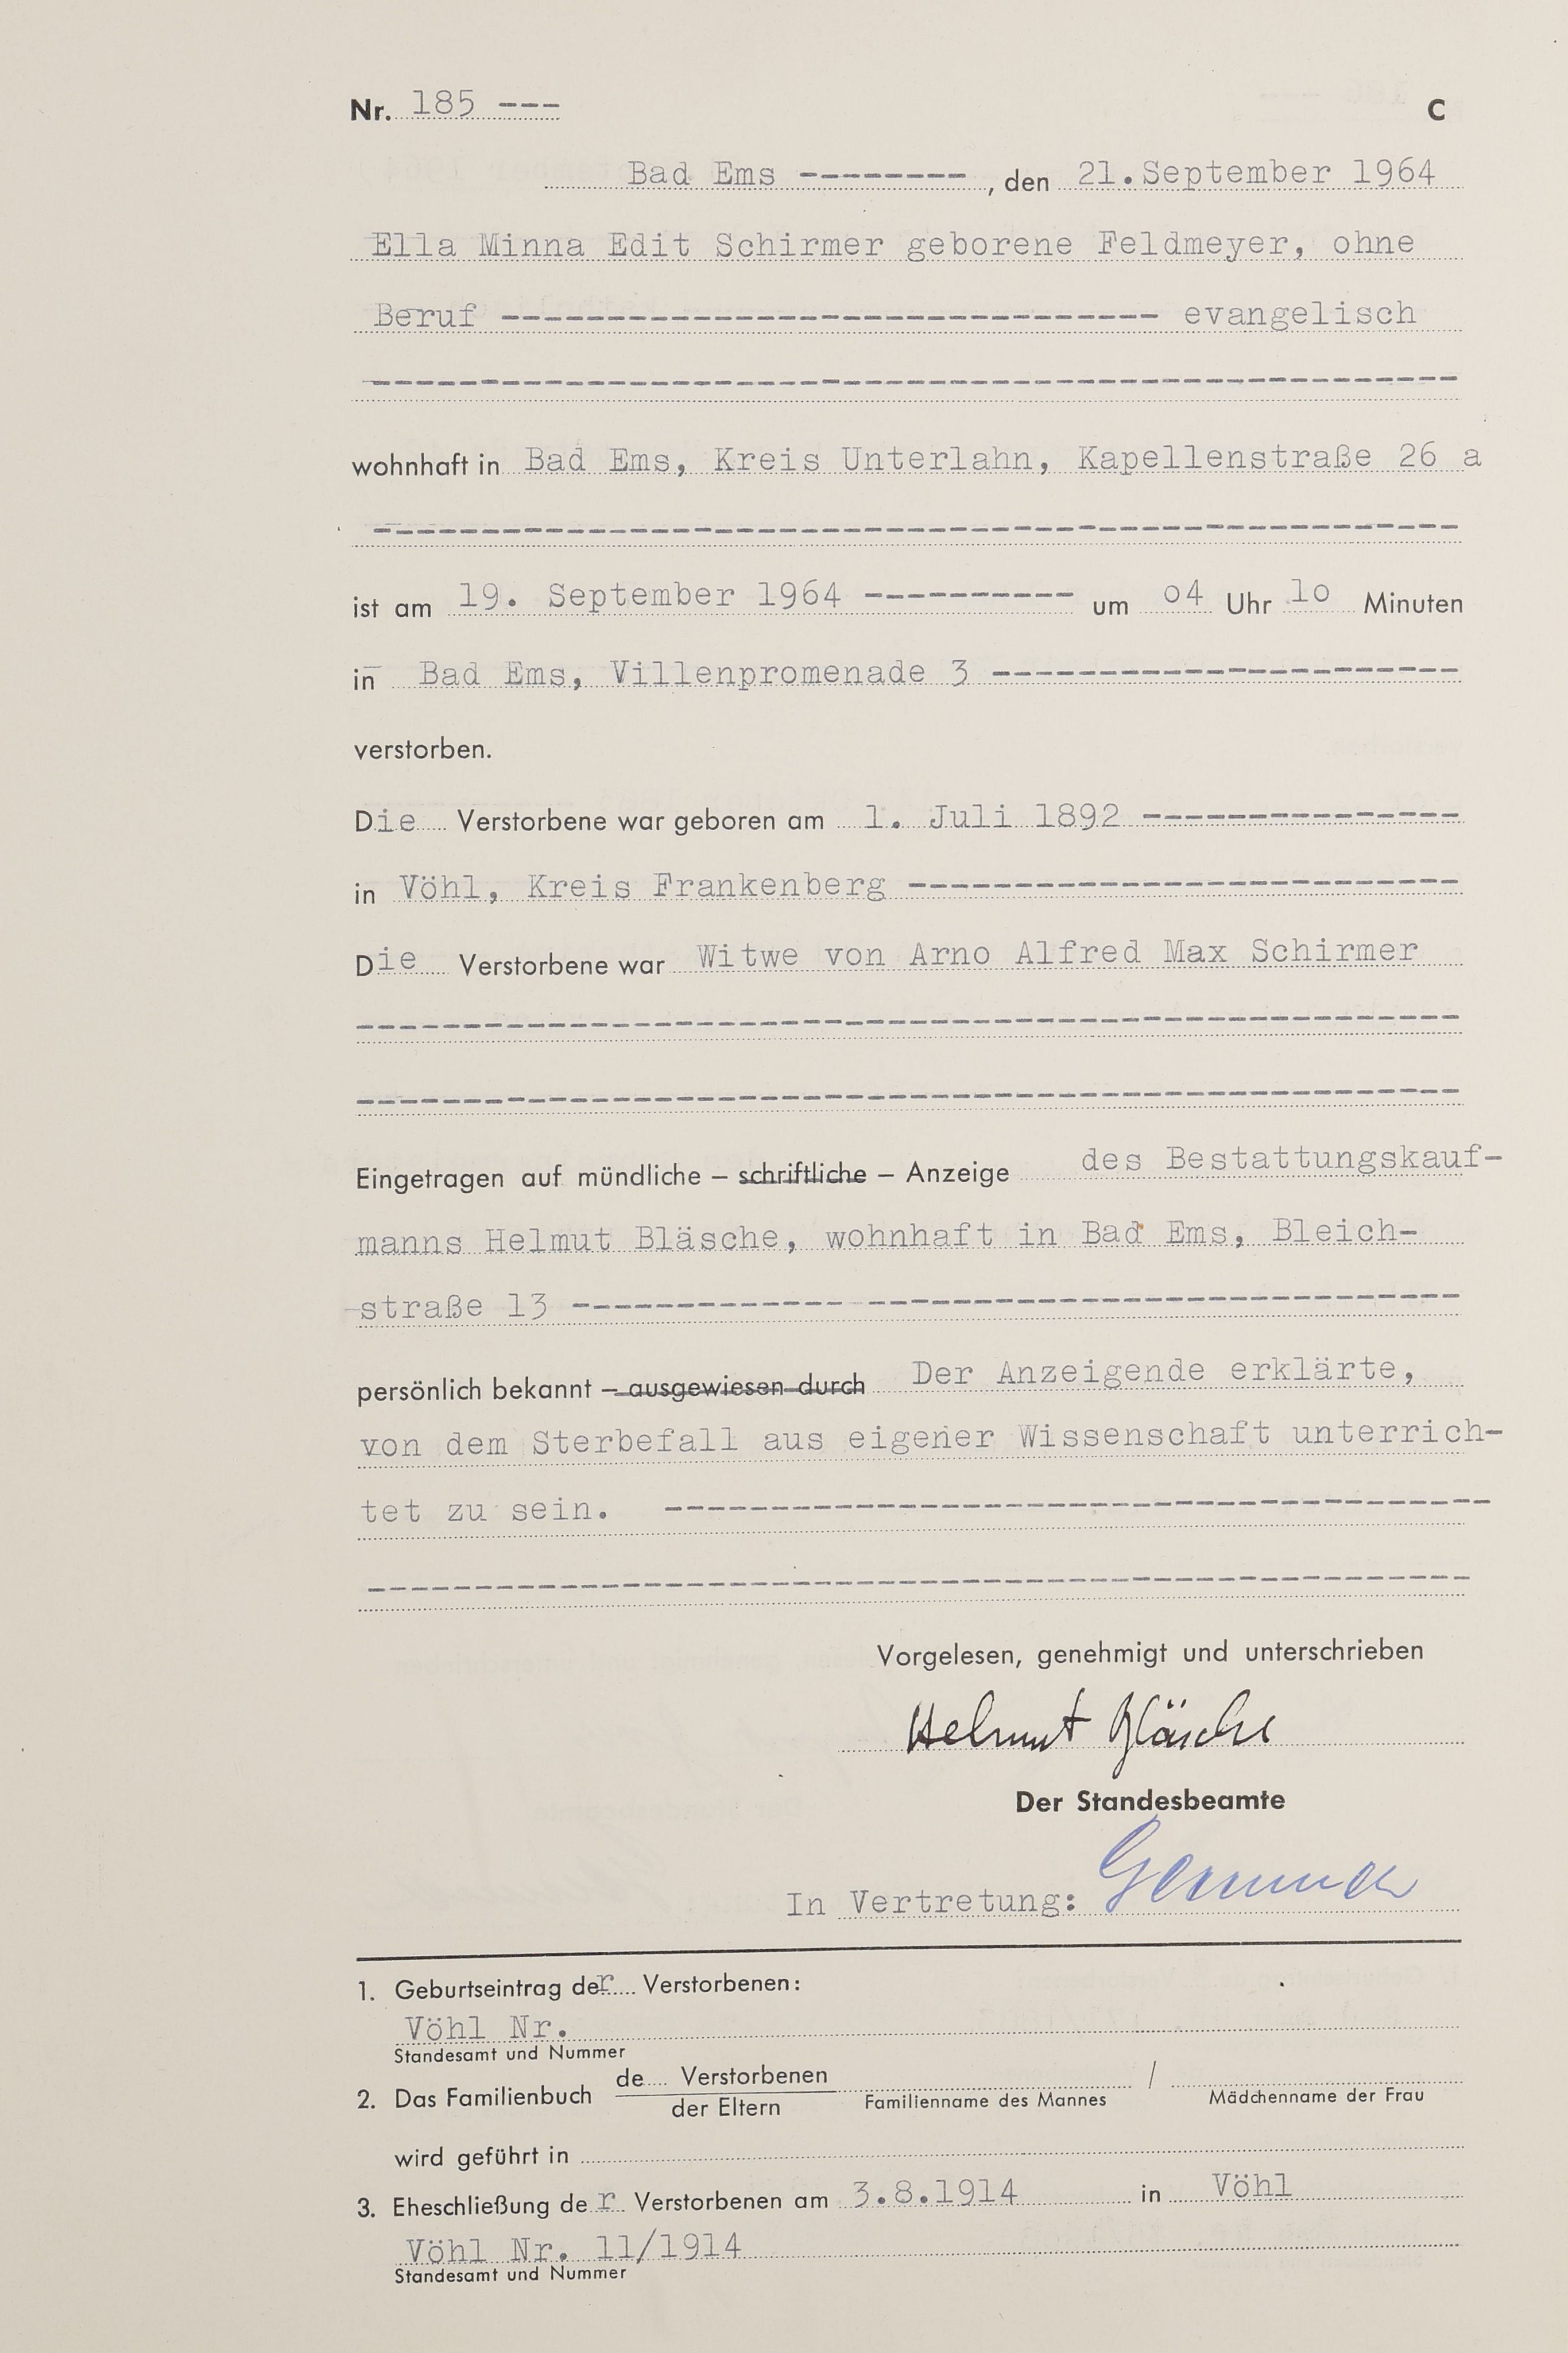 Nr. 185 --- C
Bad Ems --------, den 21.September 1964
Ella Minna Edit Schirmer geborene Feldmeyer, ohne
Beruf ------------------------------- evangelisch
wohnhaft in Bad Ems, Kreis Unterlahn, Kapellenstraße 26 a
ist am 19. September 1964 ---------- um o4 Uhr 1o Minuten
in Bad Ems, Villenpromenade 3 ----------------------
verstorben.
Die Verstorbene war geboren am 1. Juli 1892 ---------------
in Vöhl, Kreis Frankenberg --------------------------
Die Verstorbene war Witwe von Arno Alfred Max Schirmer
Eingetragen auf mündliche – schriftliche – Anzeige des Bestattungskauf-
manns Helmut Bläsche, wohnhaft in Bad Ems, Bleich-
straße 13 -----------------------------------------
persönlich bekannt – ausgewiesen durch Der Anzeigende erklärte,
von dem Sterbefall aus eigener Wissenschaft unterrich-
tet zu sein. ---------------------------------------
Vorgelesen, genehmigt und unterschrieben
Helmut Bläsche
Der Standesbeamte
In Vertretung:
1. Geburtseintrag der Verstorbenen:
Vöhl Nr.
Standesamt und Nummer
2. Das Familienbuch de Verstorbenen / 
der Eltern Familienname des Mannes Mädchenname der Frau
wird geführt in
3. Eheschließung der Verstorbenen am 3.8.1914 in Vöhl
Vöhl Nr. 11/1914
Standesamt und Nummer